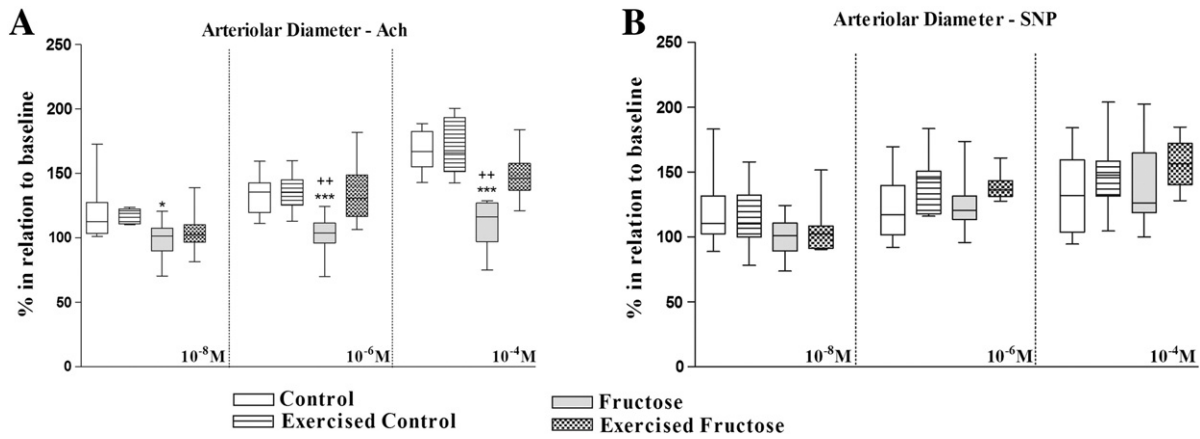 A
Arteriolar Diameter - Ach
% in relation to baseline
250
200
150
100
50
0
*
++
***
++
***
10⁻⁸M
10⁻⁶M
10⁻⁴M
B
Arteriolar Diameter - SNP
% in relation to baseline
250
200
150
100
50
0
10⁻⁸M
10⁻⁶M
10⁻⁴M
Control
Exercised Control
Fructose
Exercised Fructose